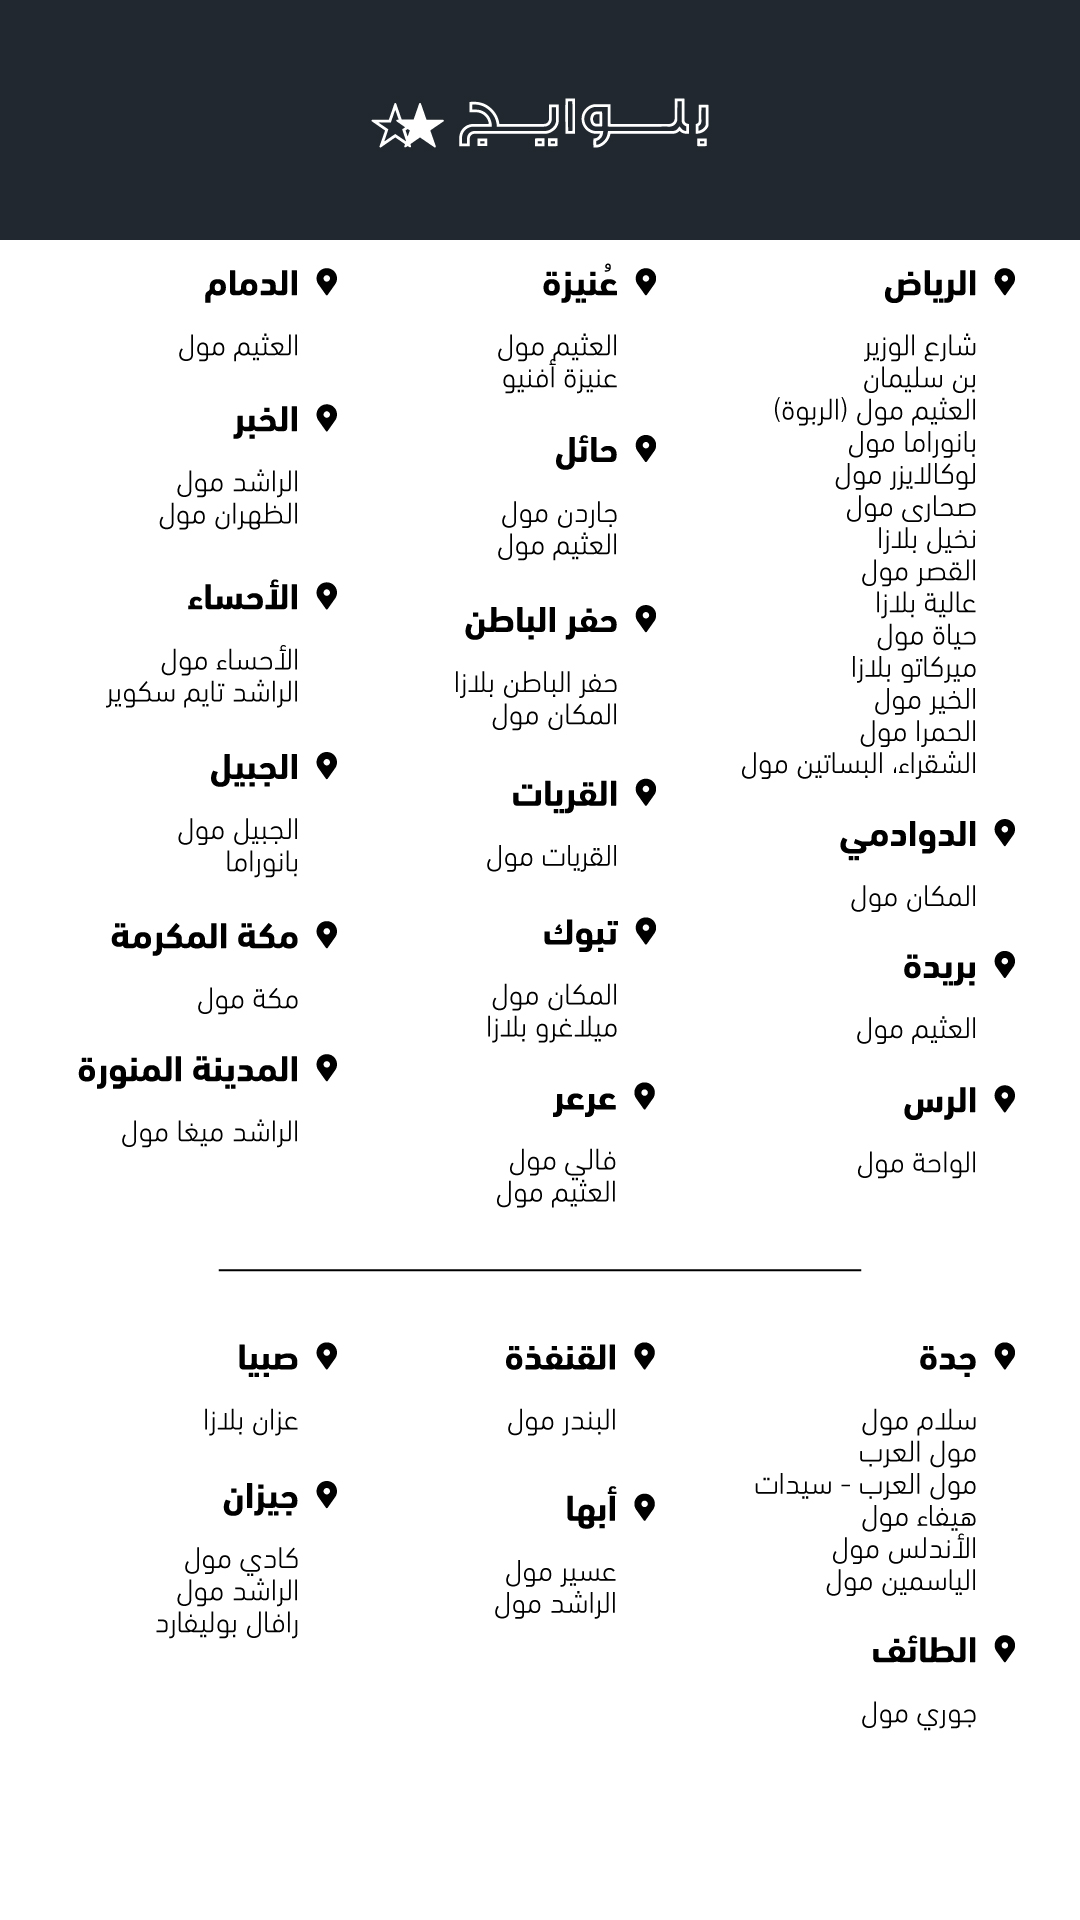 بلوايج
الرياض
شارع الوزير
بن سليمان
العثيم مول (الربوة)
بانوراما مول
لوكالايزر مول
صحارى مول
نخيل بلازا
القصر مول
عالية بلازا
حياة مول
ميركاتو بلازا
الخير مول
الحمرا مول
الشقراء، البساتين مول
الدوادمي
المكان مول
بريدة
العثيم مول
الرس
الواحة مول
عُنيزة
العثيم مول
عنيزة أفنيو
حائل
جاردن مول
العثيم مول
حفر الباطن
حفر الباطن بلازا
المكان مول
القريات
القريات مول
تبوك
المكان مول
ميلاغرو بلازا
عرعر
فالي مول
العثيم مول
الدمام
العثيم مول
الخبر
الراشد مول
الظهران مول
الأحساء
الأحساء مول
الراشد تايم سكوير
الجبيل
الجبيل مول
بانوراما
مكة المكرمة
مكة مول
المدينة المنورة
الراشد ميغا مول
جدة
سلام مول
مول العرب
مول العرب - سيدات
هيفاء مول
الأندلس مول
الياسمين مول
الطائف
جوري مول
القنفذة
البندر مول
أبها
عسير مول
الراشد مول
صبيا
عزان بلازا
جيزان
كادي مول
الراشد مول
رافال بوليفارد